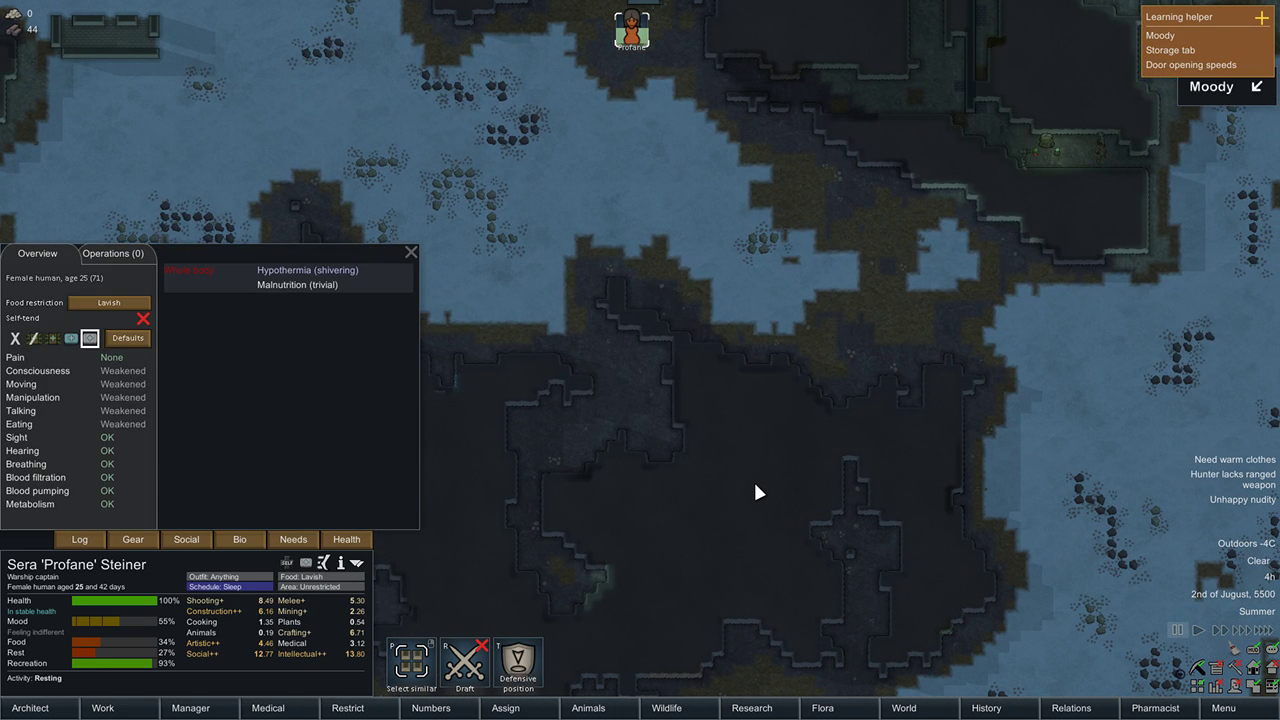 0
44
Profane
Learning helper
Moody
Storage tab
Door opening speeds
Moody
Overview
Operations (0)
Female human, age 25 (71)
Food restriction
Lavish
Self-tend
Defaults
Pain None
Consciousness Weakened
Moving Weakened
Manipulation Weakened
Talking Weakened
Eating Weakened
Sight OK
Hearing OK
Breathing OK
Blood filtration OK
Blood pumping OK
Metabolism OK
Whole body Hypothermia (shivering)
Malnutrition (trivial)
Need warm clothes
Hunter lacks ranged
weapon
Unhappy nudity
Outdoors -4C
Clear
4h
2nd of Jugust, 5500
Summer
Log Gear Social Bio Needs Health
Sera 'Profane' Steiner
SELF
Warship captain
Female human aged 25 and 42 days
Outfit: Anything Food: Lavish
Schedule: Sleep Area: Unrestricted
Health 100%
In stable health
Mood 55%
Feeling indifferent
Food 34%
Rest 27%
Recreation 93%
Activity: Resting
Shooting+ 8.49 Melee+ 5.30
Construction++ 6.16 Mining+ 2.26
Cooking 1.35 Plants 0.54
Animals 0.19 Crafting+ 6.71
Artistic++ 4.46 Medical 3.12
Social++ 12.77 Intellectual++ 13.80
P
Select similar
R
Draft
T
Defensive
position
Architect Work Manager Medical Restrict Numbers Assign Animals Wildlife Research Flora World History Relations Pharmacist Menu